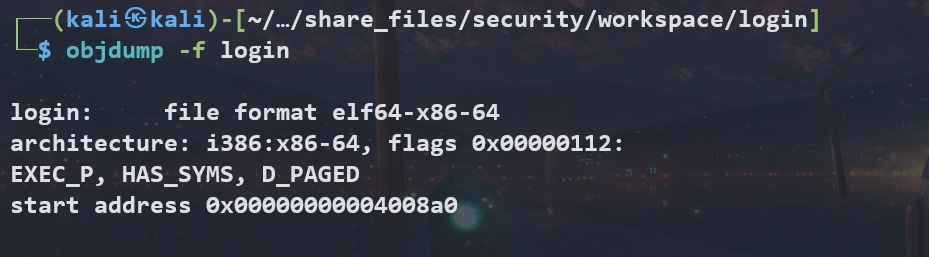 ┌──(kali㉿kali)-[~/…/share_files/security/workspace/login]
└─$ objdump -f login
login:     file format elf64-x86-64
architecture: i386:x86-64, flags 0x00000112:
EXEC_P, HAS_SYMS, D_PAGED
start address 0x00000000004008a0